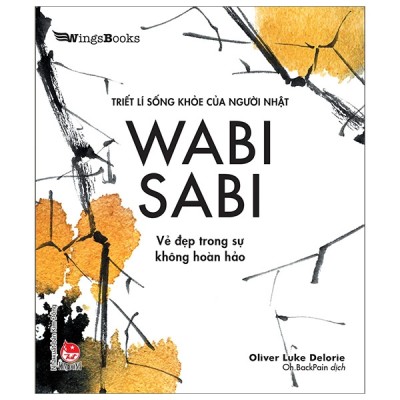 WingsBooks
TRIẾT LÍ SỐNG KHỎE CỦA NGƯỜI NHẬT
WABI
SABI
Vẻ đẹp trong sự
không hoàn hảo
Oliver Luke Delorie
Oh.BackPain dịch